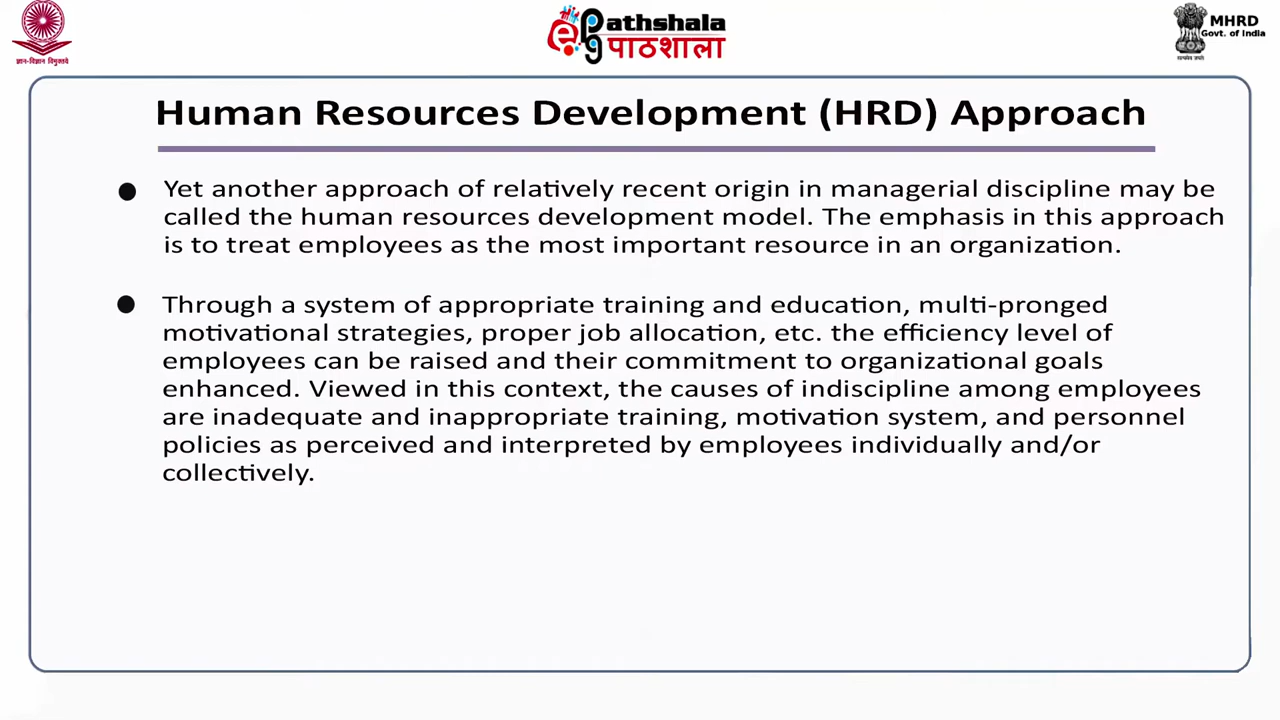 ज्ञान-विज्ञान विमुक्तये
ePathshala
पाठशाला
MHRD
Govt. of India
सत्यमेव जयते
Human Resources Development (HRD) Approach
● Yet another approach of relatively recent origin in managerial discipline may be
called the human resources development model. The emphasis in this approach
is to treat employees as the most important resource in an organization.
● Through a system of appropriate training and education, multi-pronged
motivational strategies, proper job allocation, etc. the efficiency level of
employees can be raised and their commitment to organizational goals
enhanced. Viewed in this context, the causes of indiscipline among employees
are inadequate and inappropriate training, motivation system, and personnel
policies as perceived and interpreted by employees individually and/or
collectively.